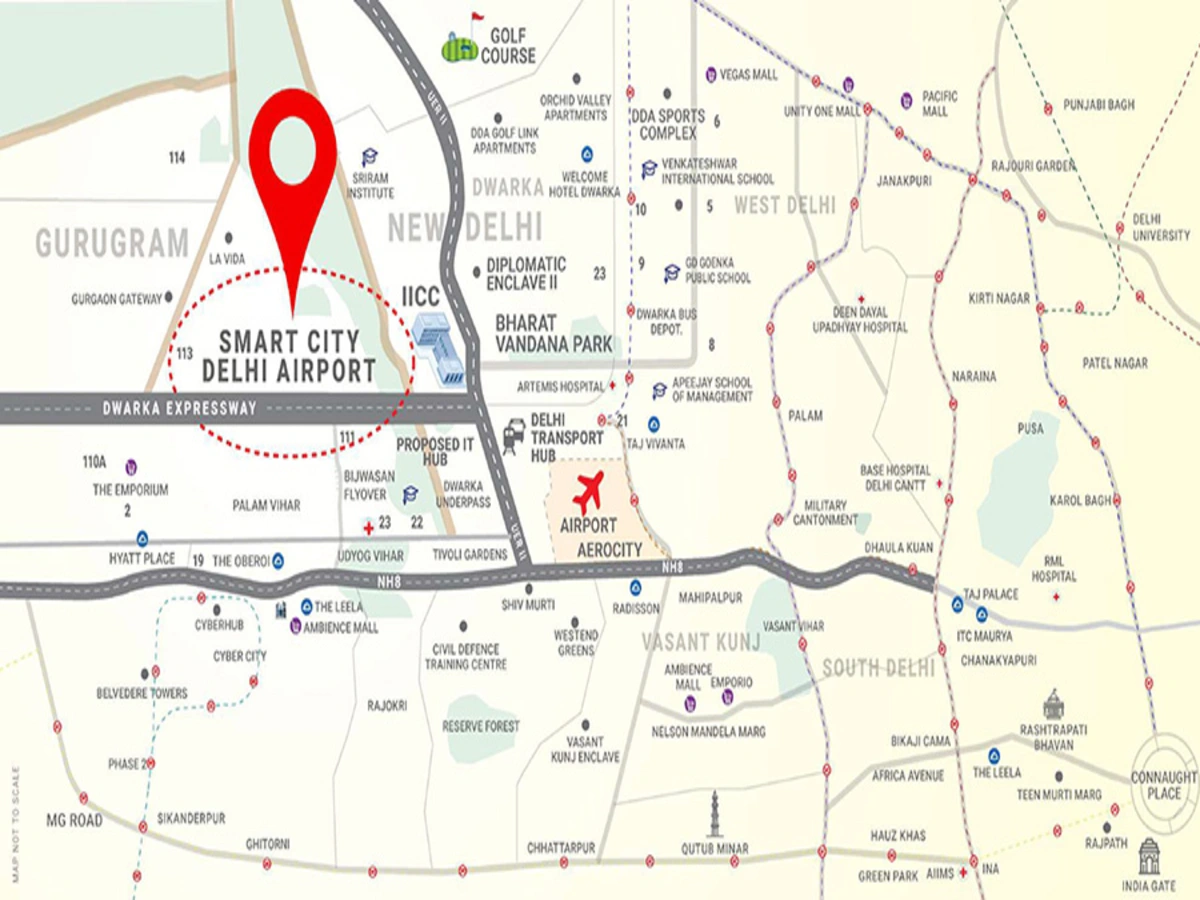 GOLF
COURSE
UER II
ORCHID VALLEY
APARTMENTS
DDA GOLF LINK
APARTMENTS
WELCOME
HOTEL DWARKA
DWARKA
NEW DELHI
VEGAS MALL
DDA SPORTS
COMPLEX
6
UNITY ONE MALL
PACIFIC
MALL
PUNJABI BAGH
VENKATESHWAR
INTERNATIONAL SCHOOL
JANAKPURI
RAJOURI GARDEN
10
5
WEST DELHI
DELHI
UNIVERSITY
114
SRIRAM
INSTITUTE
GURUGRAM
LA VIDA
GURGAON GATEWAY
IICC
DIPLOMATIC
ENCLAVE II
23
9
GD GOENKA
PUBLIC SCHOOL
DWARKA BUS
DEPOT.
BHARAT
VANDANA PARK
8
DEEN DAYAL
UPADHYAY HOSPITAL
KIRTI NAGAR
113
SMART CITY
DELHI AIRPORT
ARTEMIS HOSPITAL
APEEJAY SCHOOL
OF MANAGEMENT
PATEL NAGAR
NARAINA
DWARKA EXPRESSWAY
DELHI
TRANSPORT
HUB
21
TAJ VIVANTA
PALAM
PUSA
111
PROPOSED IT
HUB
110A
THE EMPORIUM
2
PALAM VIHAR
BIJWASAN
FLYOVER
DWARKA
UNDERPASS
23
22
UER II
AIRPORT
AEROCITY
BASE HOSPITAL
DELHI CANTT
MILITARY
CANTONMENT
KAROL BAGH
DHAULA KUAN
HYATT PLACE
19
THE OBEROI
UDYOG VIHAR
TIVOLI GARDENS
NH8
NH8
RML
HOSPITAL
TAJ PALACE
ITC MAURYA
CHANAKYAPURI
CYBERHUB
THE LEELA
AMBIENCE MALL
SHIV MURTI
RADISSON
MAHIPALPUR
VASANT VIHAR
CYBER CITY
CIVIL DEFENCE
TRAINING CENTRE
WESTEND
GREENS
VASANT KUNJ
SOUTH DELHI
AMBIENCE
MALL
EMPORIO
BELVEDERE TOWERS
RAJOKRI
RESERVE FOREST
NELSON MANDELA MARG
RASHTRAPATI
BHAVAN
VASANT
KUNJ ENCLAVE
BIKAJI CAMA
PHASE 2
AFRICA AVENUE
THE LEELA
TEEN MURTI MARG
CONNAUGHT
PLACE
MG ROAD
SIKANDERPUR
GHITORNI
CHHATTARPUR
QUTUB MINAR
HAUZ KHAS
GREEN PARK
AIIMS
INA
RAJPATH
INDIA GATE
MAP NOT TO SCALE